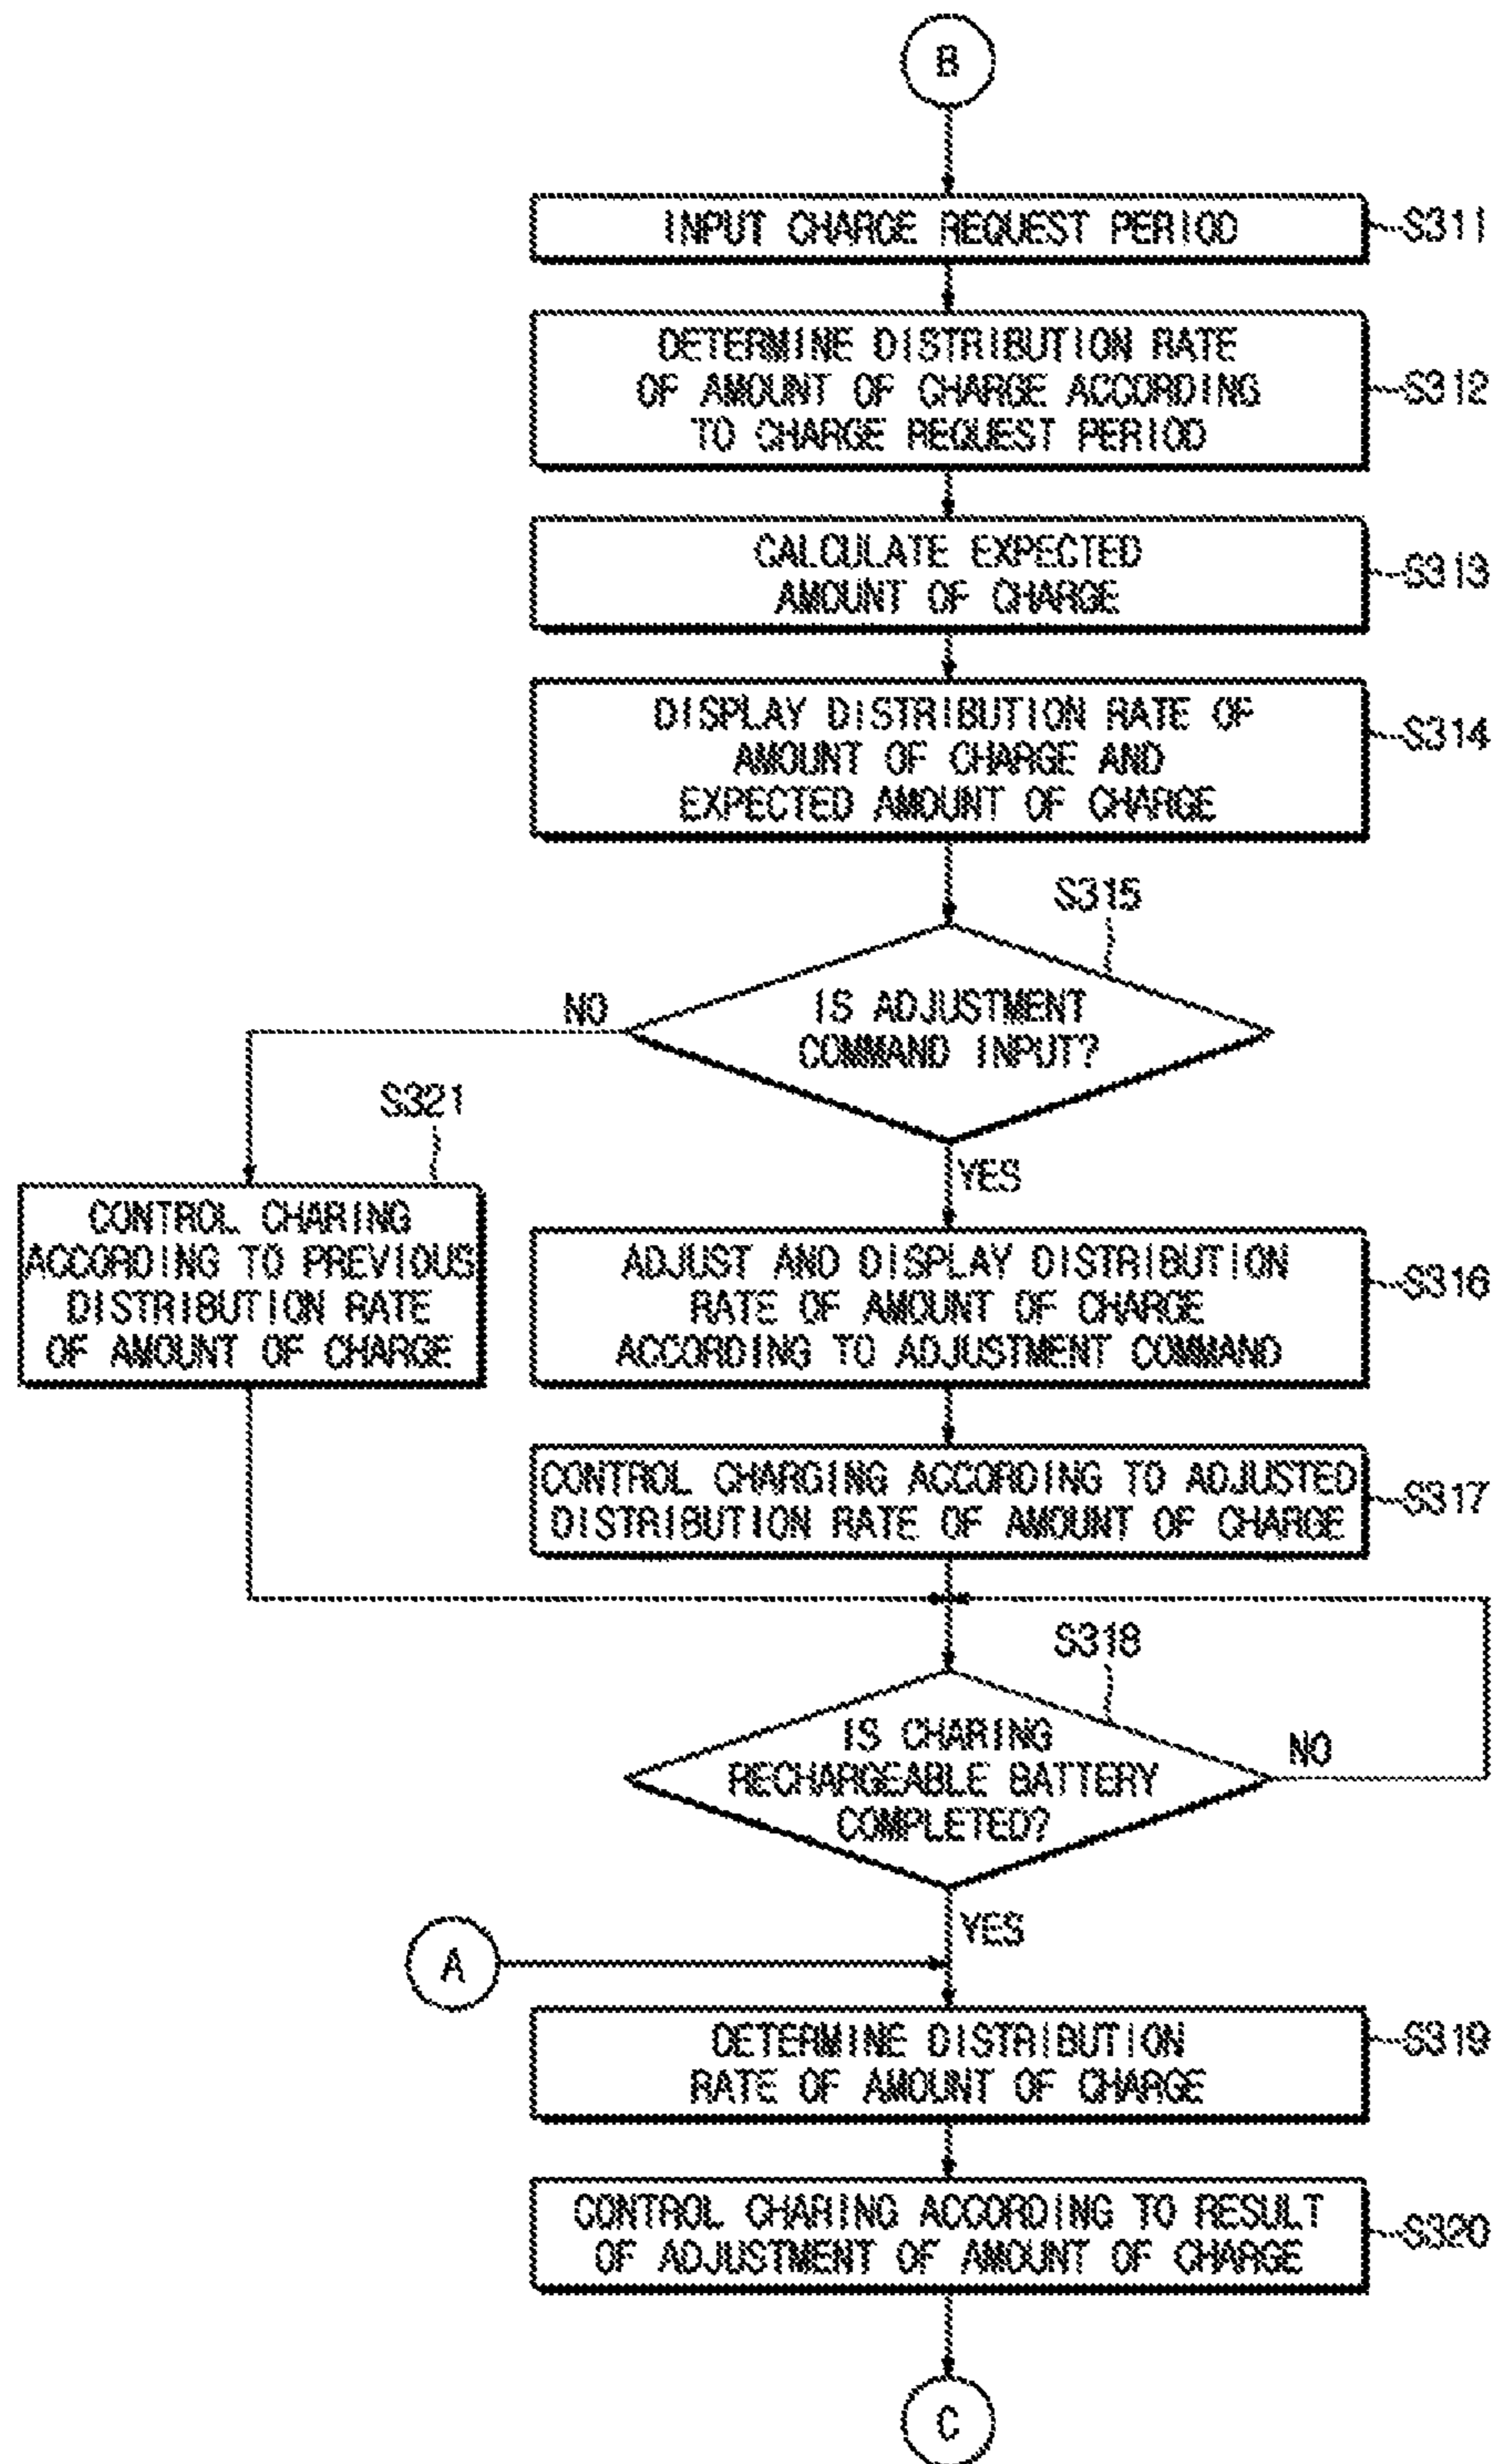 B
INPUT CHARGE REQUEST PERIOD
S311
DETERMINE DISTRIBUTION RATE
OF AMOUNT OF CHARGE ACCORDING
TO CHARGE REQUEST PERIOD
S312
CALCULATE EXPECTED
AMOUNT OF CHARGE
S313
DISPLAY DISTRIBUTION RATE OF
AMOUNT OF CHARGE AND
EXPECTED AMOUNT OF CHARGE
S314
S315
IS ADJUSTMENT
COMMAND INPUT?
NO
YES
S321
CONTROL CHARING
ACCORDING TO PREVIOUS
DISTRIBUTION RATE
OF AMOUNT OF CHARGE
ADJUST AND DISPLAY DISTRIBUTION
RATE OF AMOUNT OF CHARGE
ACCORDING TO ADJUSTMENT COMMAND
S316
CONTROL CHARGING ACCORDING TO ADJUSTED
DISTRIBUTION RATE OF AMOUNT OF CHARGE
S317
S318
IS CHARING
RECHARGEABLE BATTERY
COMPLETED?
NO
YES
A
DETERMINE DISTRIBUTION
RATE OF AMOUNT OF CHARGE
S319
CONTROL CHARING ACCORDING TO RESULT
OF ADJUSTMENT OF AMOUNT OF CHARGE
S320
C